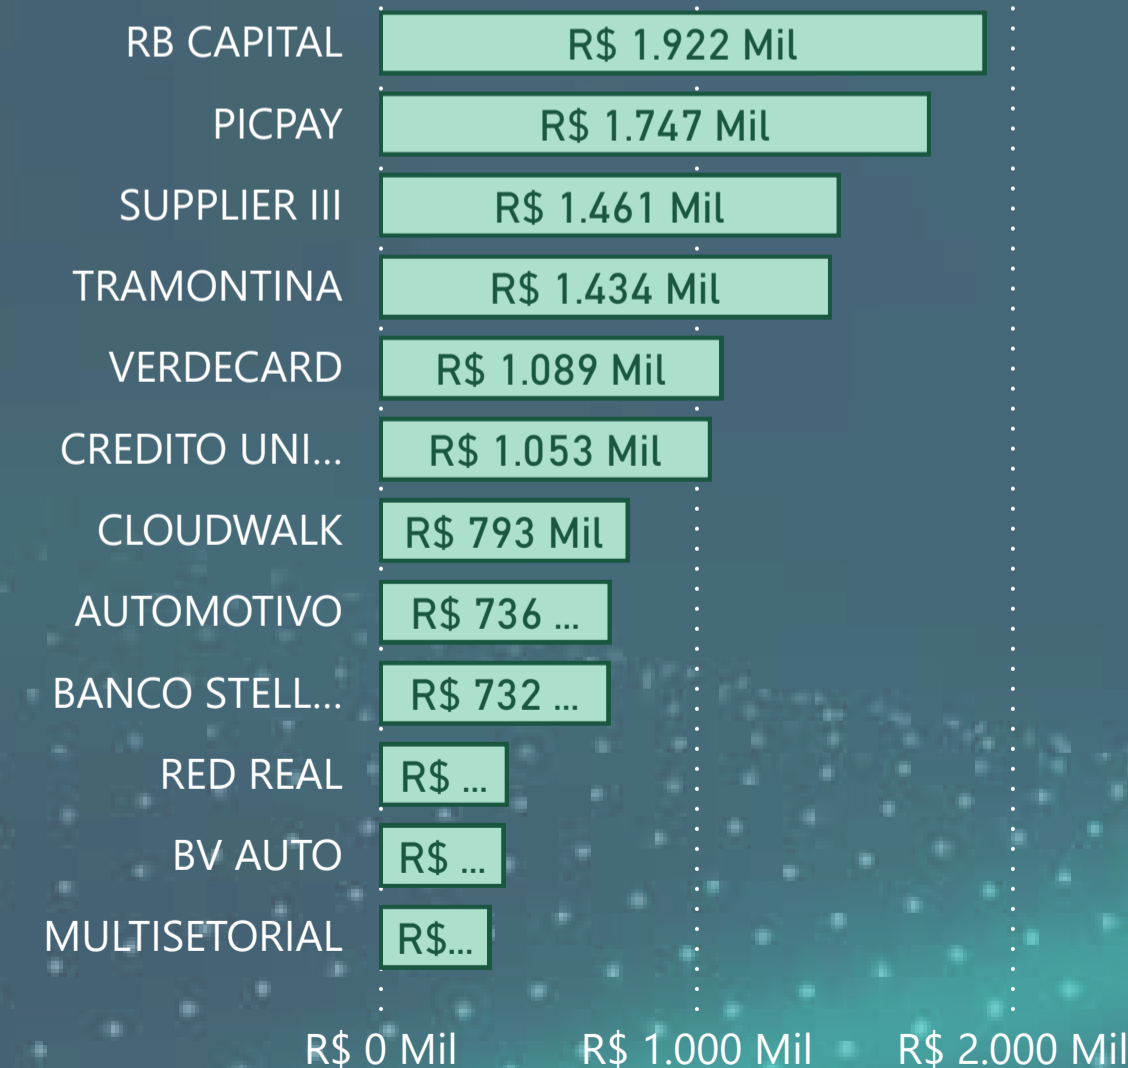 RB CAPITAL R$ 1.922 Mil
PICPAY R$ 1.747 Mil
SUPPLIER III R$ 1.461 Mil
TRAMONTINA R$ 1.434 Mil
VERDECARD R$ 1.089 Mil
CREDITO UNI... R$ 1.053 Mil
CLOUDWALK R$ 793 Mil
AUTOMOTIVO R$ 736 ...
BANCO STELL... R$ 732 ...
RED REAL R$ ...
BV AUTO R$ ...
MULTISETORIAL R$...
R$ 0 Mil R$ 1.000 Mil R$ 2.000 Mil